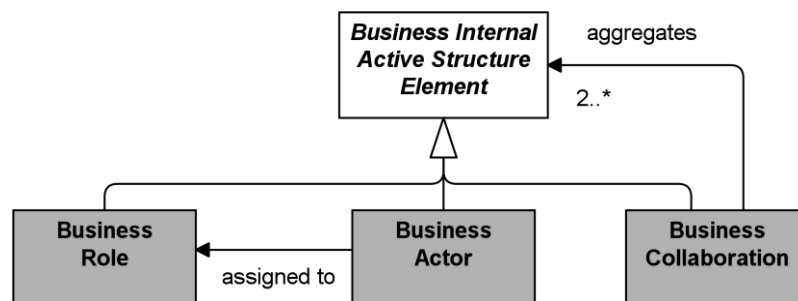 Business Internal
Active Structure
Element
aggregates
2..*
Business
Role
assigned to
Business
Actor
Business
Collaboration